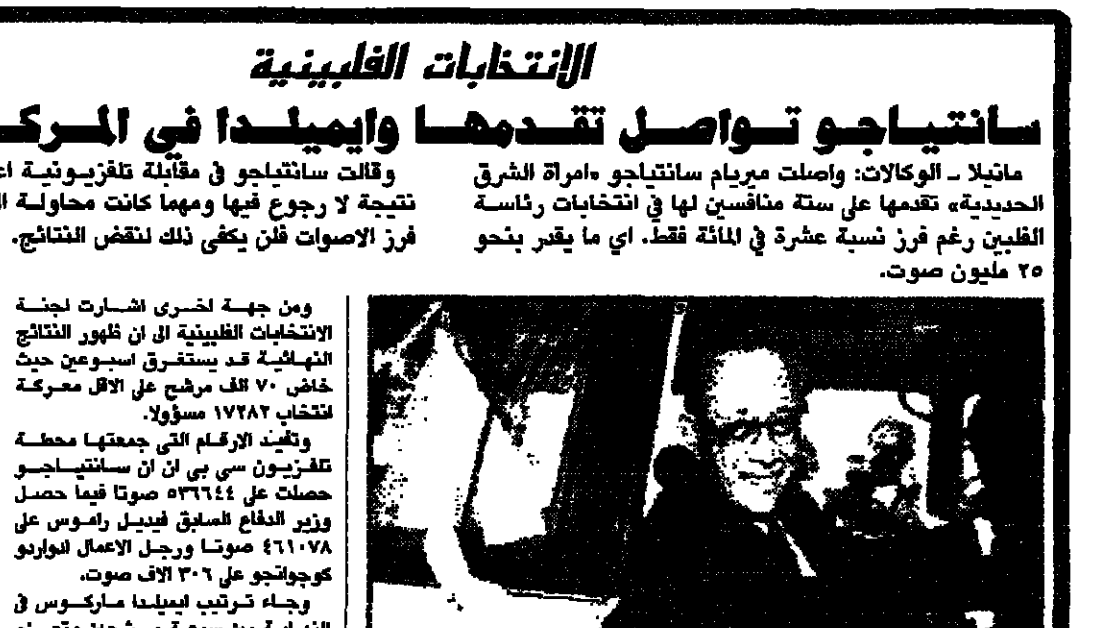 الانتخابات الفلبينية
سانتياجو تواصل تقدمها وايميلدا في
مانيلا ـ الوكالات: واصلت ميريام سانتياجو «امرأة الشرق
الحديدية» تقدمها على ستة منافسين لها في انتخابات رئاسة
الفلبين رغم فرز نسبة عشرة في المائة فقط. اي ما يقدر بنحو
٢٥ مليون صوت.
وقالت سانتياجو في مقابلة تلفزيونية
نتيجة لا رجوع فيها ومهما كانت محاولة
فرز الاصوات فلن يكفي ذلك لنقض النتائج.
ومن جهة اخرى اشارت لجنة
الانتخابات الفلبينية الى ان ظهور النتائج
النهائية قد يستغرق اسبوعين حيث
خاض ٧٠ الف مرشح على الاقل معركة
انتخاب ١٧٢٨٢ مسؤولا.
وتفيد الارقام التي جمعتها محطة
تلفزيون سي بي ان ان سانتياجو
حصلت على ٥٣٦٦٤٤ صوتا فيما حصل
وزير الدفاع السابق فيديل راموس على
٤٦١٠٧٨ صوتا ورجل الاعمال ادواردو
كوجوانجو على ٣٠٦ الاف صوت.
وجاء ترتيب ايميلدا ماركوس في